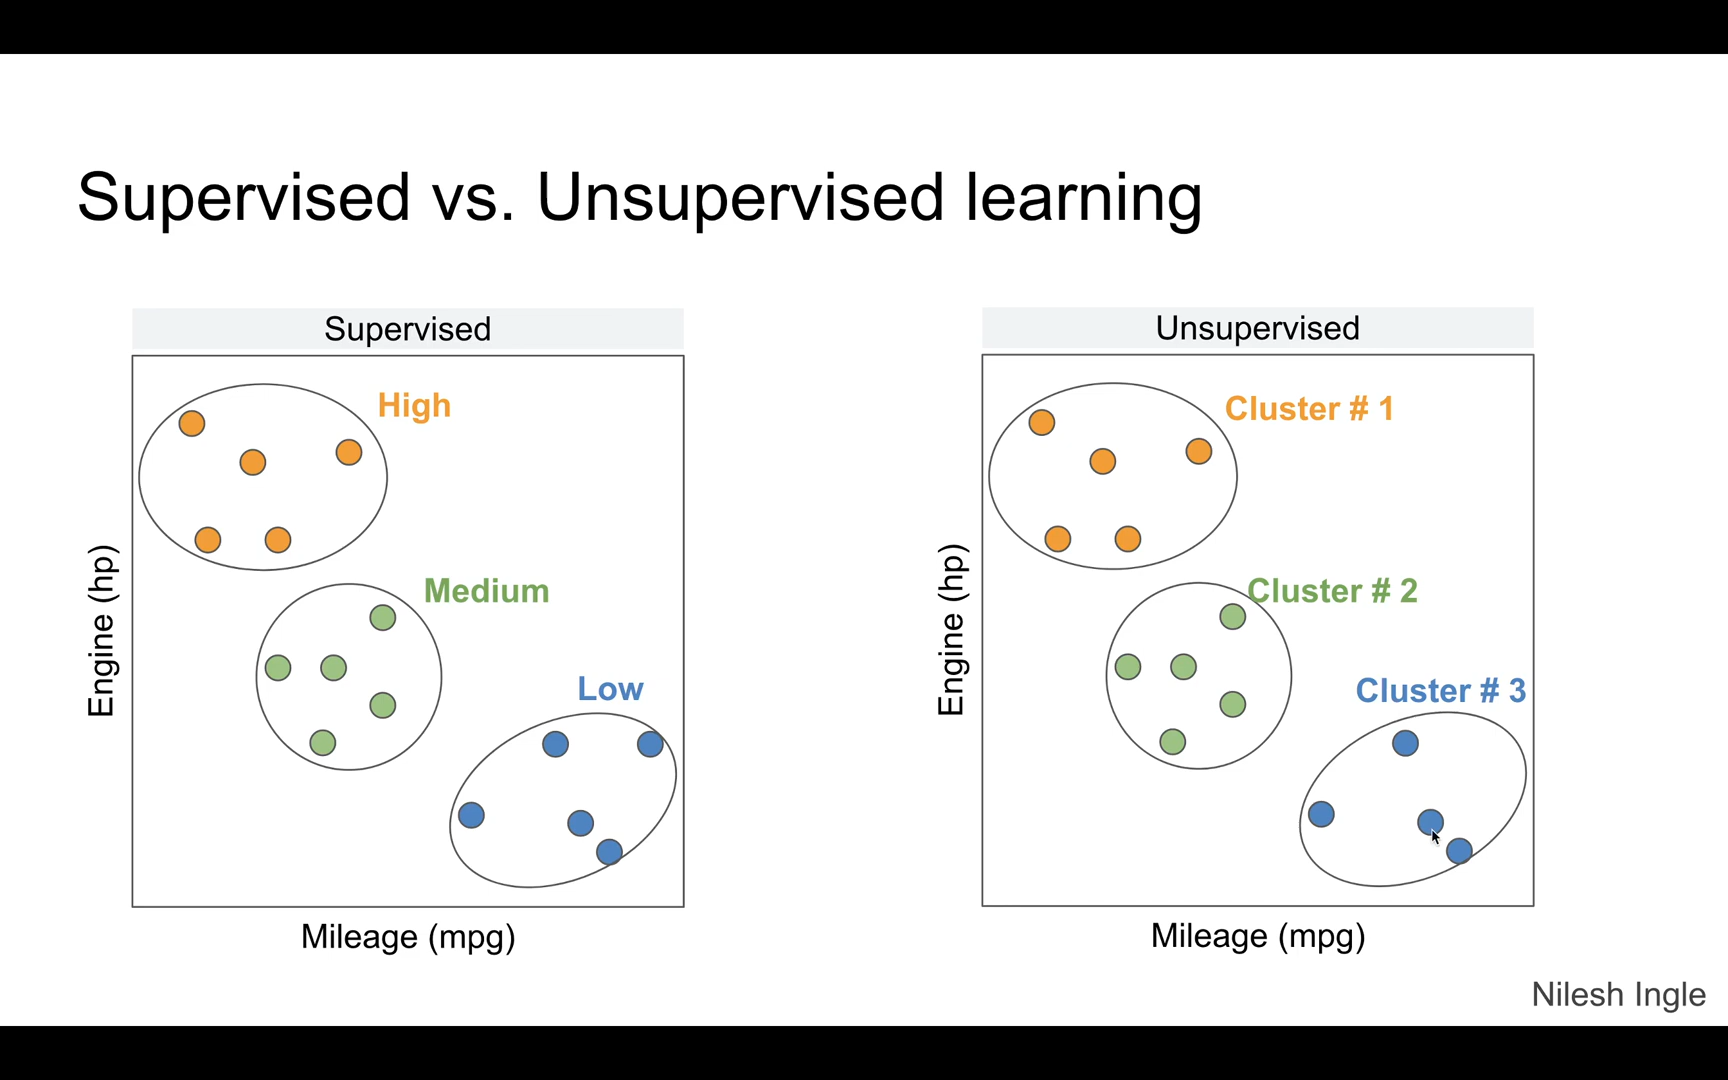 Supervised vs. Unsupervised learning
Supervised
High
Medium
Low
Engine (hp)
Mileage (mpg)
Unsupervised
Cluster # 1
Cluster # 2
Cluster # 3
Engine (hp)
Mileage (mpg)
Nilesh Ingle